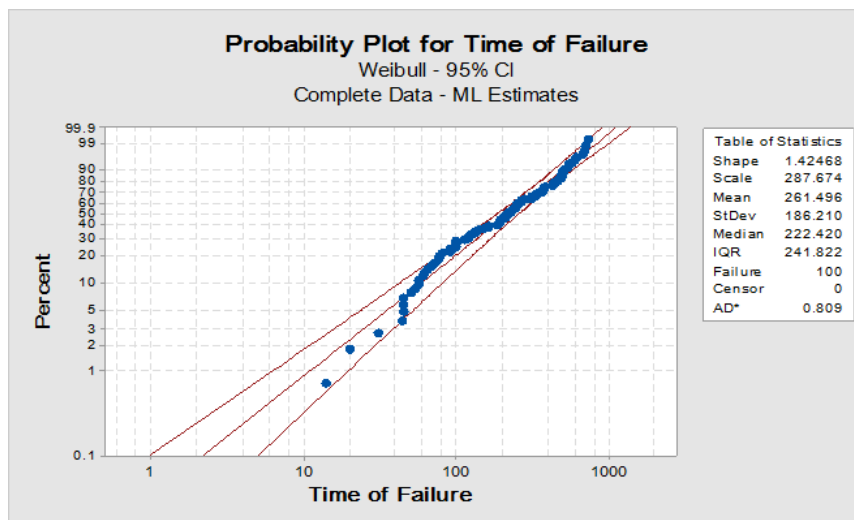 Probability Plot for Time of Failure
Weibull - 95% CI
Complete Data - ML Estimates
Percent
99.9
99
90
80
70
60
50
40
30
20
10
5
3
2
1
0.1
1 10 100 1000
Time of Failure
Table of Statistics
Shape 1.42468
Scale 287.674
Mean 261.496
StDev 186.210
Median 222.420
IQR 241.822
Failure 100
Censor 0
AD* 0.809